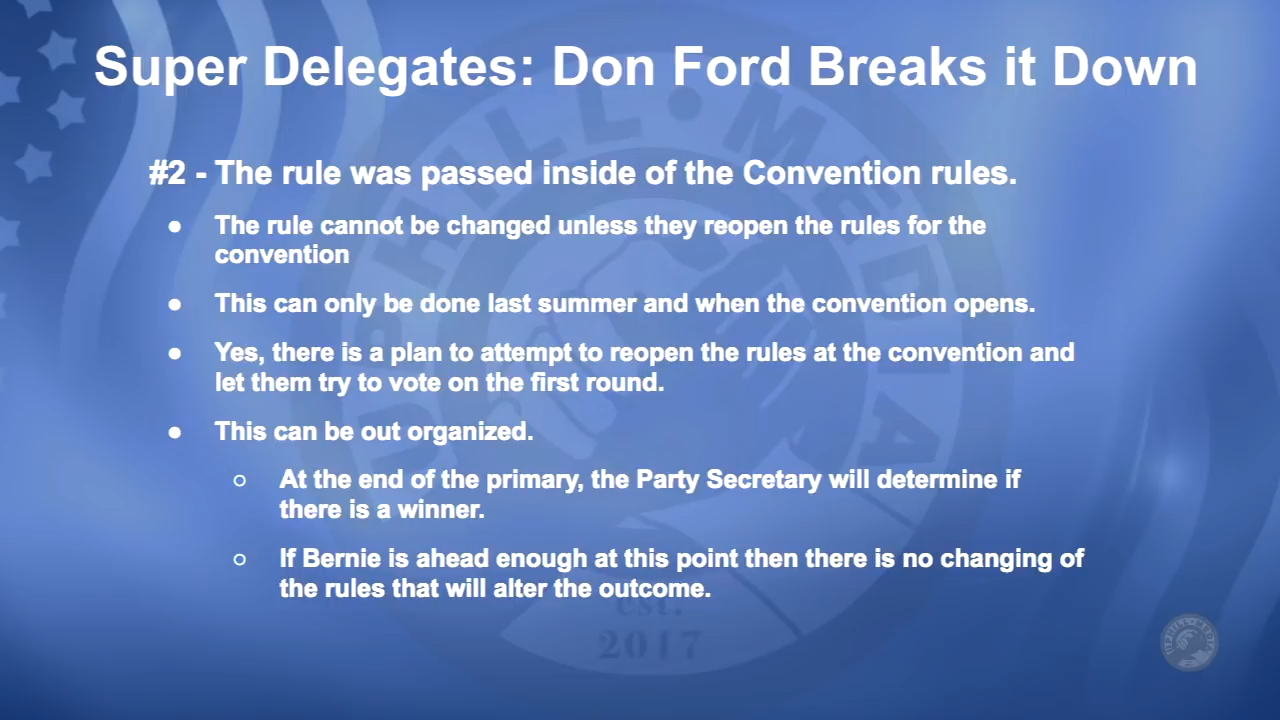 Super Delegates: Don Ford Breaks it Down
#2 - The rule was passed inside of the Convention rules.
● The rule cannot be changed unless they reopen the rules for the
convention
● This can only be done last summer and when the convention opens.
● Yes, there is a plan to attempt to reopen the rules at the convention and
let them try to vote on the first round.
● This can be out organized.
○ At the end of the primary, the Party Secretary will determine if
there is a winner.
○ If Bernie is ahead enough at this point then there is no changing of
the rules that will alter the outcome.
UPHILL • MEDIA
est.
2017
UPHILL • MEDIA